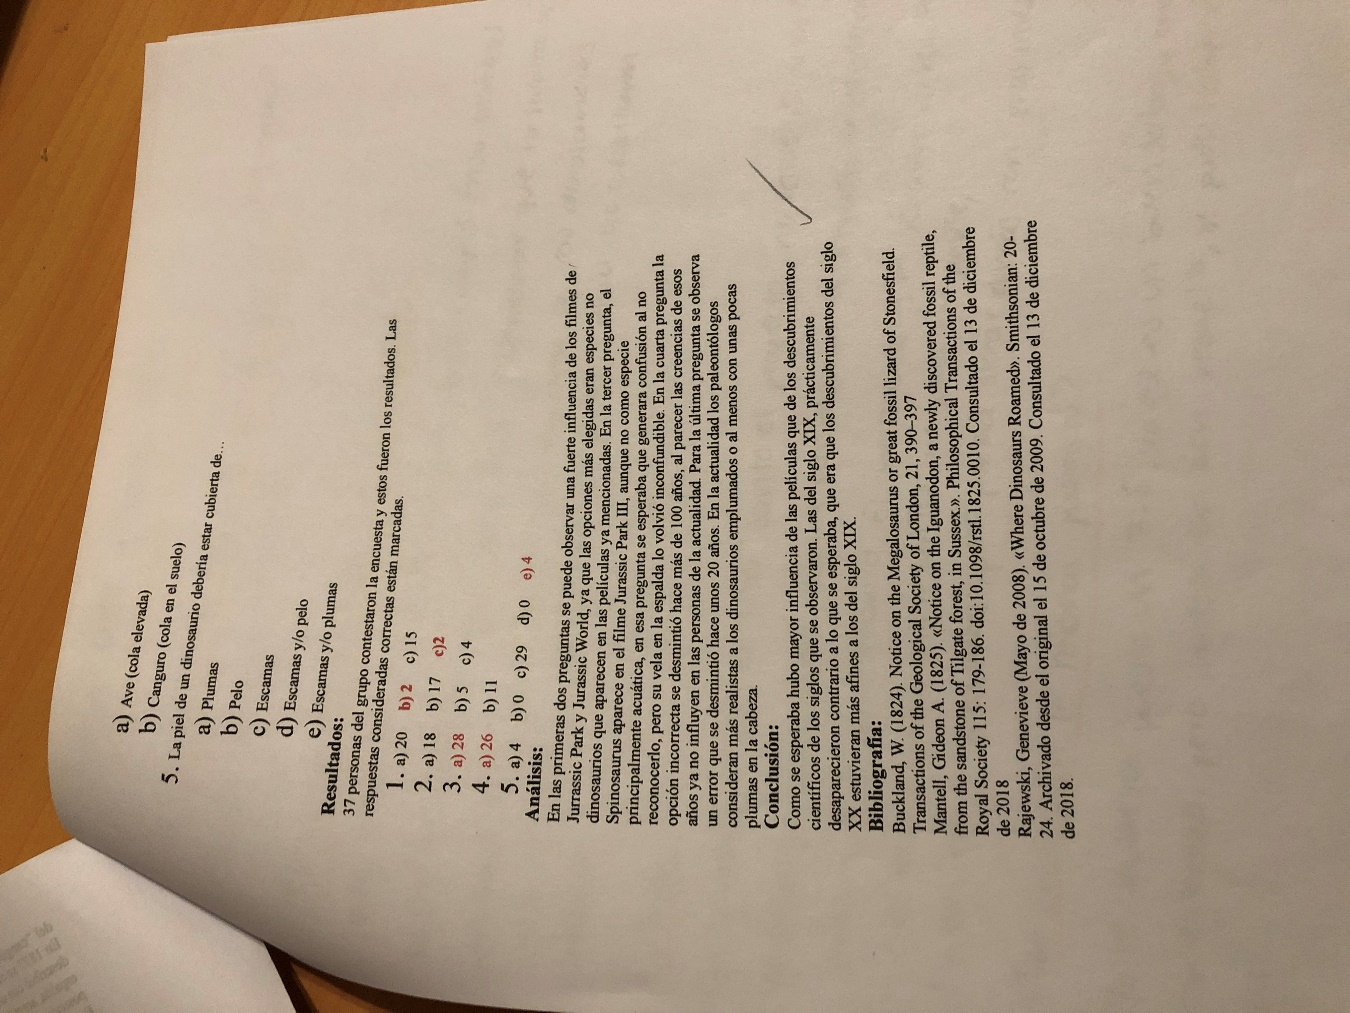 a) Ave (cola elevada)
b) Canguro (cola en el suelo)
5. La piel de un dinosaurio debería estar cubierta de...
a) Plumas
b) Pelo
c) Escamas
d) Escamas y/o pelo
e) Escamas y/o plumas
Resultados:
37 personas del grupo contestaron la encuesta y estos fueron los resultados. Las
respuestas consideradas correctas están marcadas.
1. a) 20 b) 2 c) 15
2. a) 18 b) 17 c)2
3. a) 28 b) 5 c) 4
4. a) 26 b) 11
5. a) 4 b) 0 c) 29 d) 0 e) 4
Análisis:
En las primeras dos preguntas se puede observar una fuerte influencia de los filmes de
Jurrassic Park y Jurassic World, ya que las opciones más elegidas eran especies no
dinosaurios que aparecen en las películas ya mencionadas. En la tercer pregunta, el
Spinosaurus aparece en el filme Jurassic Park III, aunque no como especie
principalmente acuática, en esa pregunta se esperaba que generara confusión al no
reconocerlo, pero su vela en la espalda lo volvió inconfundible. En la cuarta pregunta la
opción incorrecta se desmintió hace más de 100 años, al parecer las creencias de esos
años ya no influyen en las personas de la actualidad. Para la última pregunta se observa
un error que se desmintió hace unos 20 años. En la actualidad los paleontólogos
consideran más realistas a los dinosaurios emplumados o al menos con unas pocas
plumas en la cabeza.
Conclusión:
Como se esperaba hubo mayor influencia de las películas que de los descubrimientos
científicos de los siglos que se observaron. Las del siglo XIX, prácticamente
desaparecieron contrario a lo que se esperaba, que era que los descubrimientos del siglo
XX estuvieran más afines a los del siglo XIX.
Bibliografía:
Buckland, W. (1824). Notice on the Megalosaurus or great fossil lizard of Stonesfield.
Transactions of the Geological Society of London, 21, 390–397
Mantell, Gideon A. (1825). «Notice on the Iguanodon, a newly discovered fossil reptile,
from the sandstone of Tilgate forest, in Sussex.». Philosophical Transactions of the
Royal Society 115: 179-186. doi:10.1098/rstl.1825.0010. Consultado el 13 de diciembre
de 2018
Rajewski, Genevieve (Mayo de 2008). «Where Dinosaurs Roamed». Smithsonian: 20-
24. Archivado desde el original el 15 de octubre de 2009. Consultado el 13 de diciembre
de 2018.